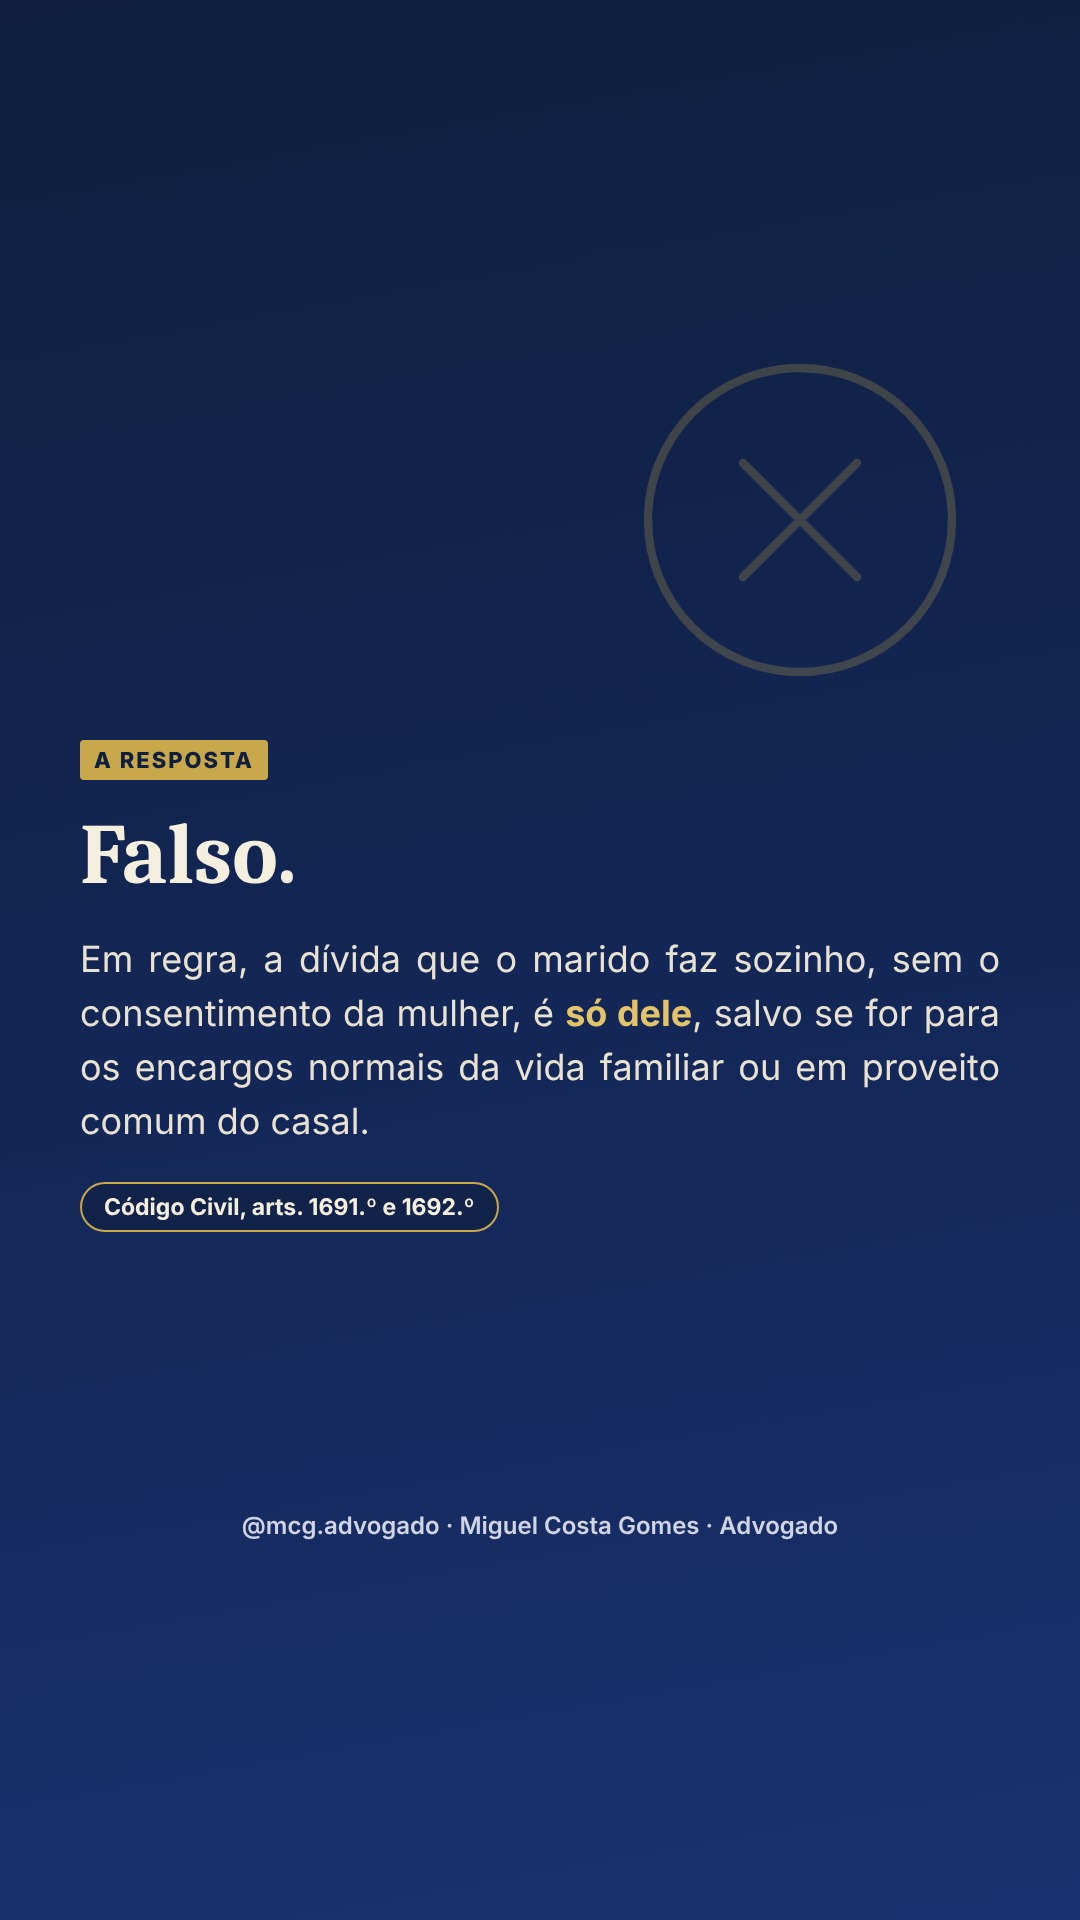 A RESPOSTA
Falso.
Em regra, a dívida que o marido faz sozinho, sem o
consentimento da mulher, é só dele, salvo se for para
os encargos normais da vida familiar ou em proveito
comum do casal.
Código Civil, arts. 1691.º e 1692.º
@mcg.advogado · Miguel Costa Gomes · Advogado